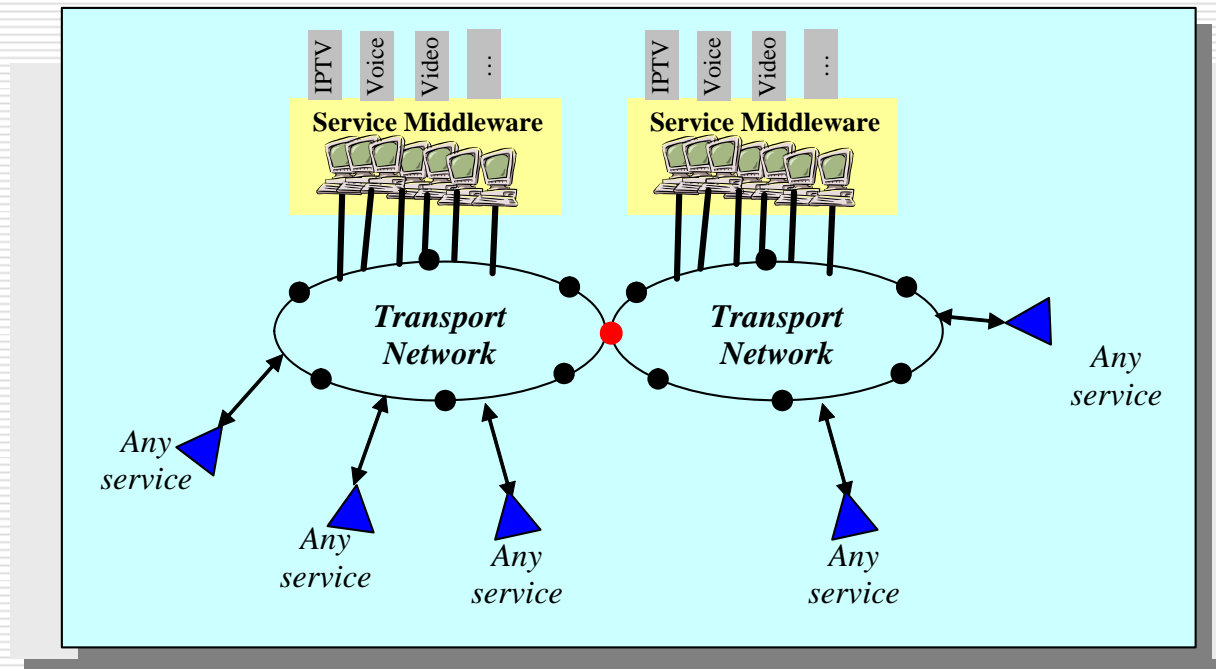 IPTV
Voice
Video
…
IPTV
Voice
Video
…
Service Middleware
Service Middleware
Transport
Network
Transport
Network
Any
service
Any
service
Any
service
Any
service
Any
service